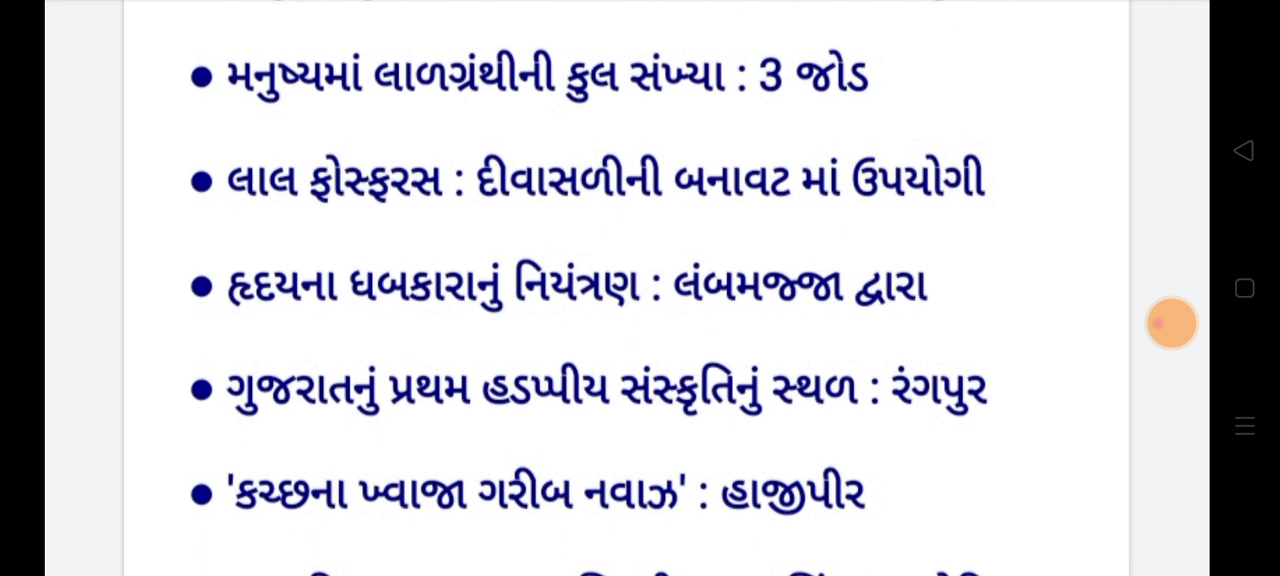 ● મનુષ્યમાં લાળગ્રંથીની કુલ સંખ્યા : 3 જોડ
● લાલ ફોસ્ફરસ : દીવાસળીની બનાવટ માં ઉપયોગી
● હૃદયના ધબકારાનું નિયંત્રણ : લંબમજ્જા દ્વારા
● ગુજરાતનું પ્રથમ હડપ્પીય સંસ્કૃતિનું સ્થળ : રંગપુર
● 'કચ્છના ખ્વાજા ગરીબ નવાઝ' : હાજીપીર